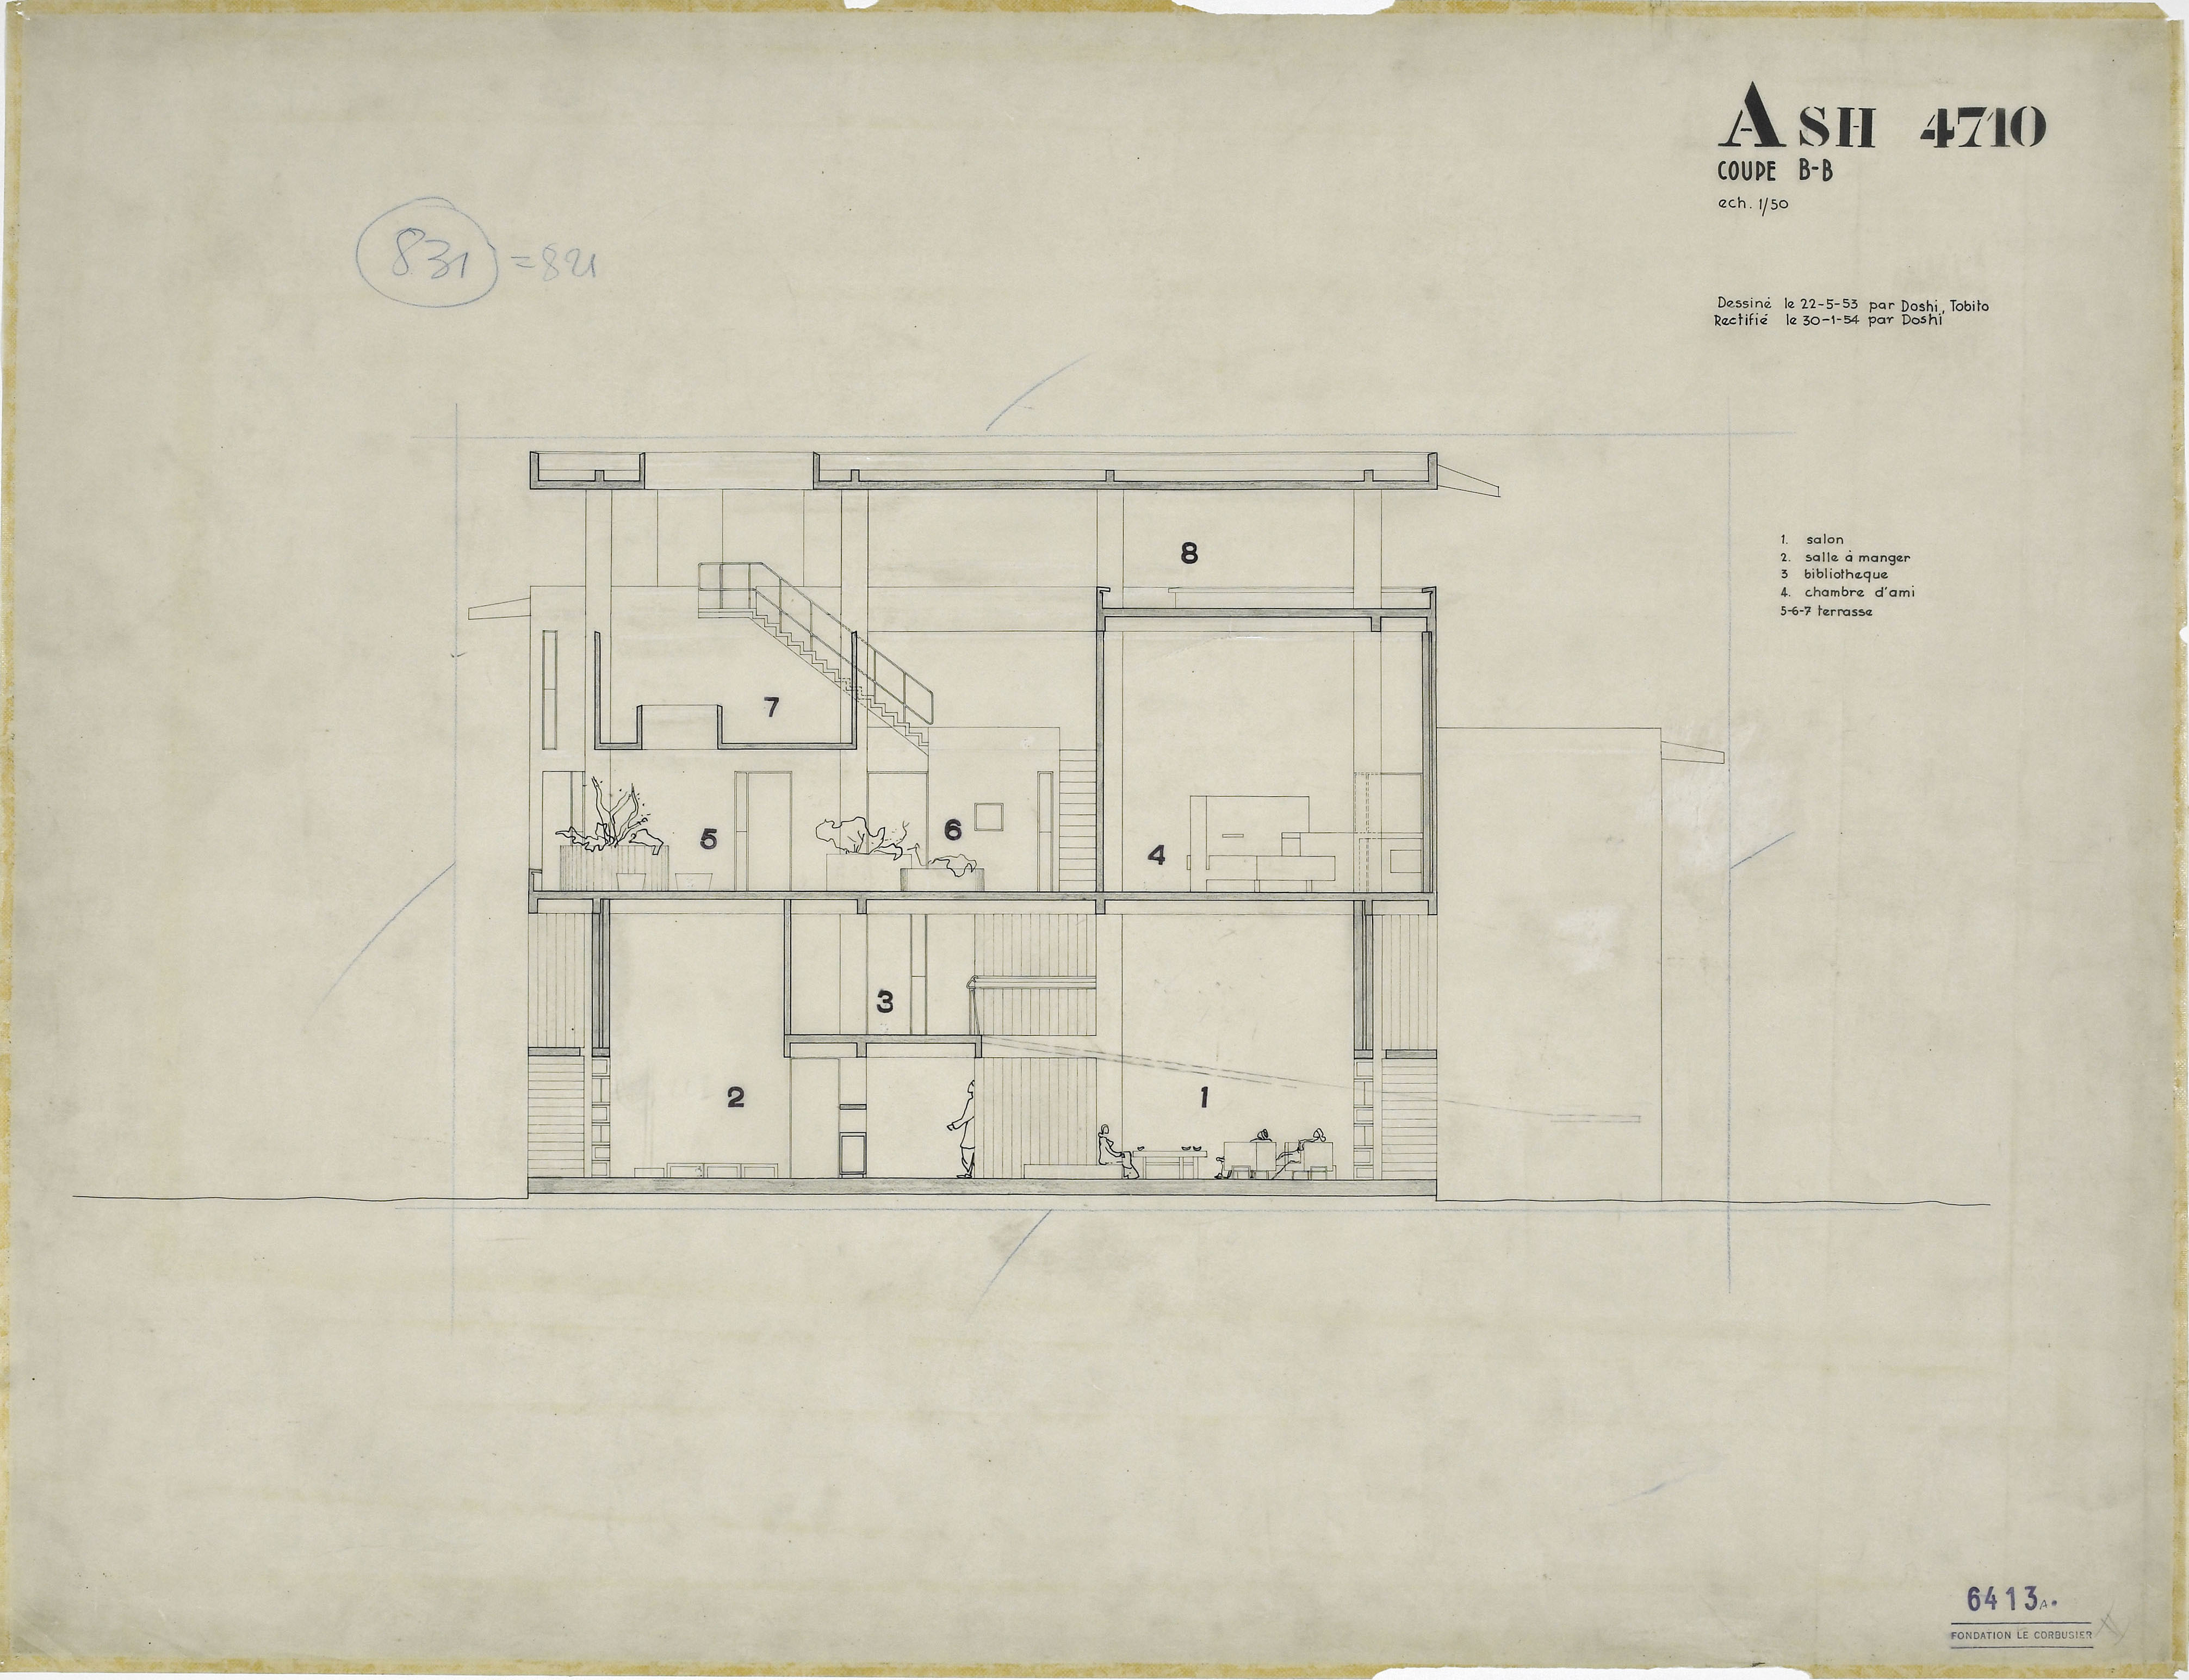 ASH 4710
COUPE B-B
ech. 1/50
831 = 821
Dessiné le 22-5-53 par Doshi, Tobito
Rectifié le 30-1-54 par Doshi
1. salon
2. salle à manger
3 bibliotheque
4. chambre d'ami
5-6-7 terrasse
8
7
5
6
4
3
2
1
6413A.
FONDATION LE CORBUSIER